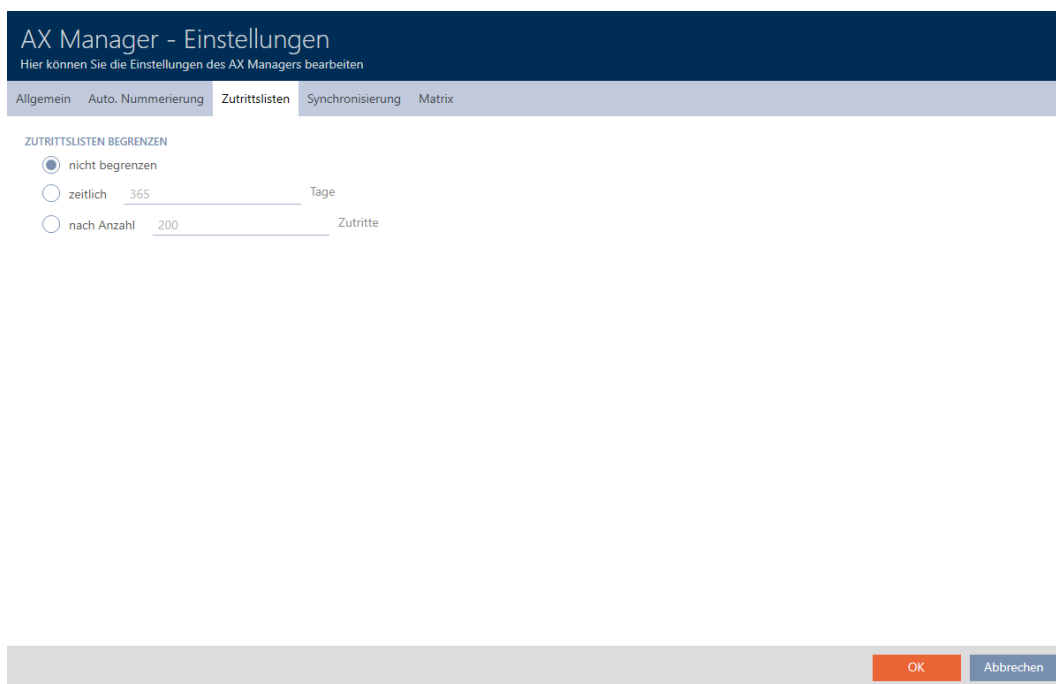 AX Manager - Einstellungen
Hier können Sie die Einstellungen des AX Managers bearbeiten
Allgemein Auto. Nummerierung Zutrittslisten Synchronisierung Matrix
ZUTRITTSLISTEN BEGRENZEN
nicht begrenzen
zeitlich 365 Tage
nach Anzahl 200 Zutritte
OK Abbrechen